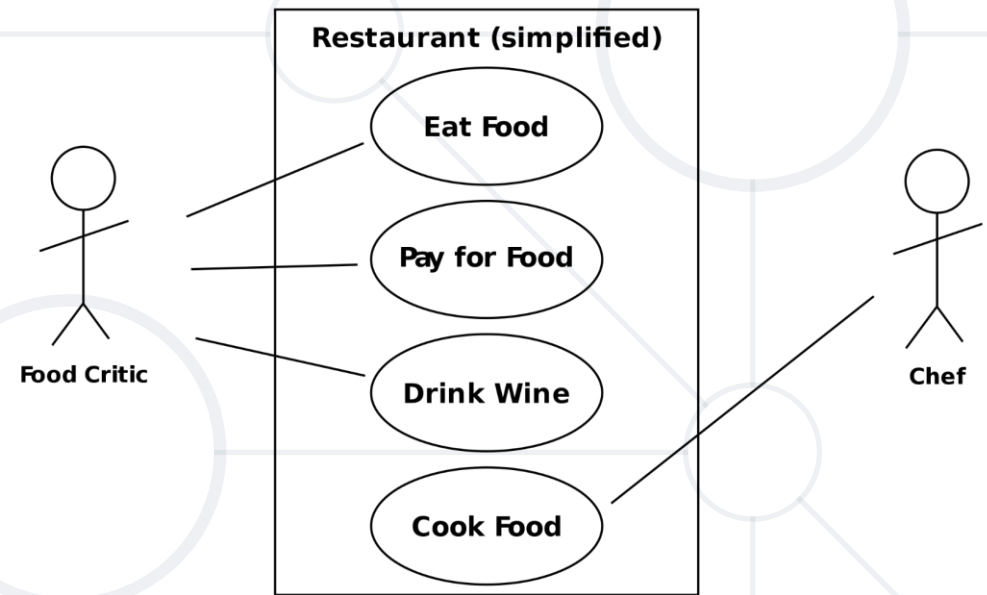 Restaurant (simplified)
Eat Food
Pay for Food
Drink Wine
Cook Food
Food Critic
Chef